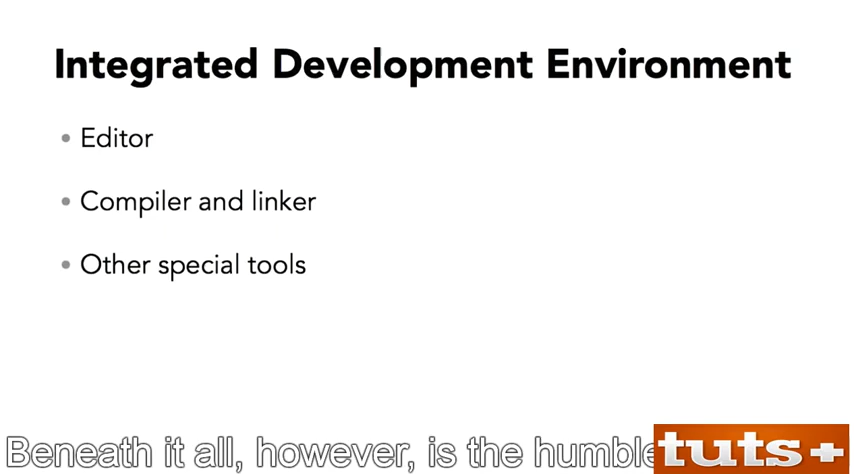 Integrated Development Environment
• Editor
• Compiler and linker
• Other special tools
Beneath it all, however, is the humble
tuts+